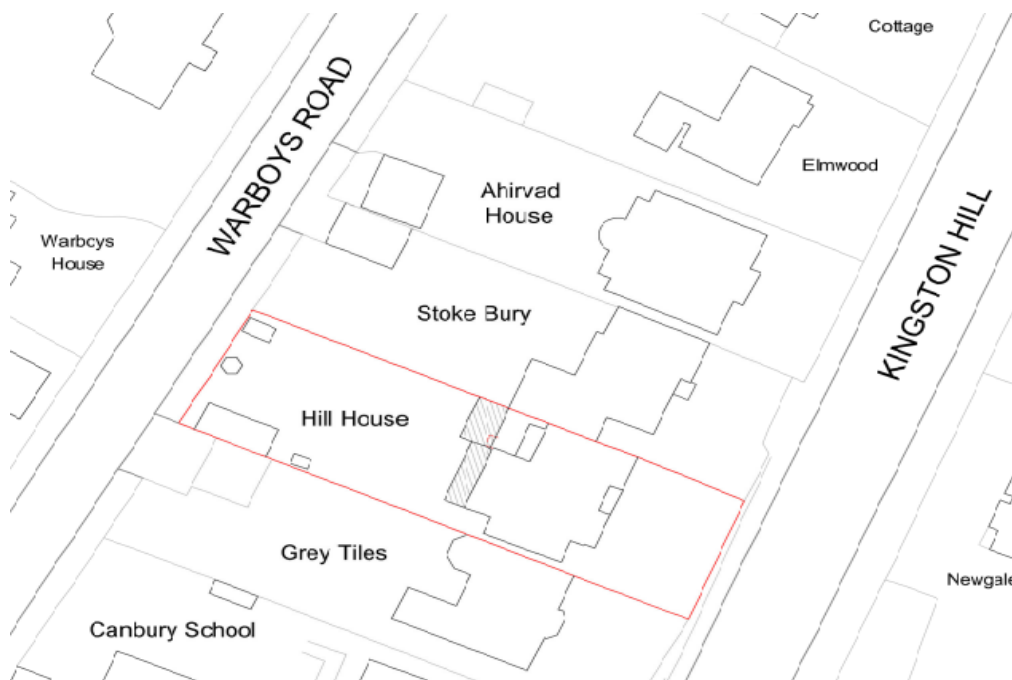 Cottage
WARBOYS ROAD
Elmwood
Ahirvad
House
KINGSTON HILL
Warbcys
House
Stoke Bury
Hill House
Grey Tiles
Newgale
Canbury School